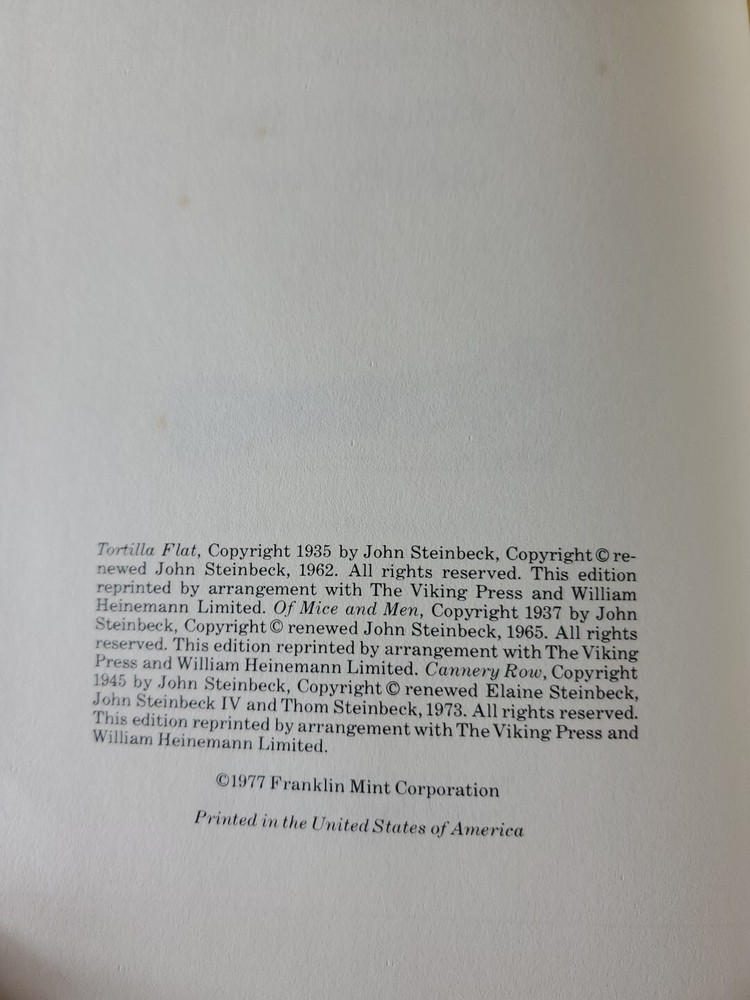 Tortilla Flat, Copyright 1935 by John Steinbeck, Copyright © re-
newed John Steinbeck, 1962. All rights reserved. This edition
reprinted by arrangement with The Viking Press and William
Heinemann Limited. Of Mice and Men, Copyright 1937 by John
Steinbeck, Copyright © renewed John Steinbeck, 1965. All rights
reserved. This edition reprinted by arrangement with The Viking
Press and William Heinemann Limited. Cannery Row, Copyright
1945 by John Steinbeck, Copyright © renewed Elaine Steinbeck,
John Steinbeck IV and Thom Steinbeck, 1973. All rights reserved.
This edition reprinted by arrangement with The Viking Press and
William Heinemann Limited.
©1977 Franklin Mint Corporation
Printed in the United States of America